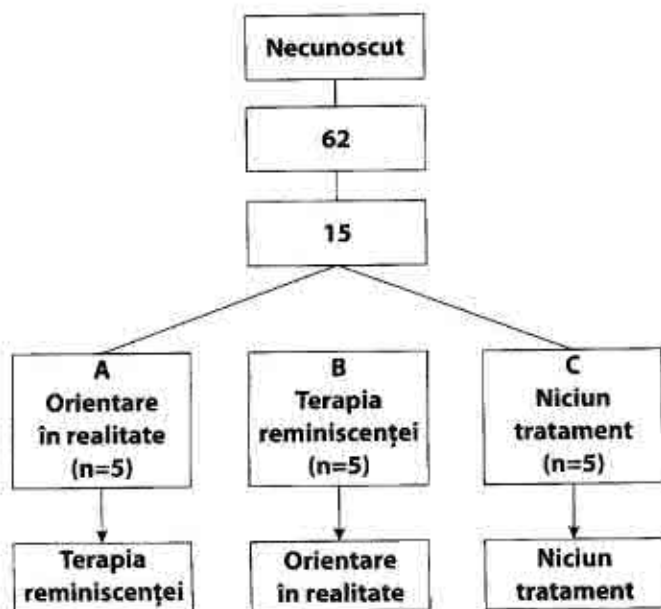 Necunoscut
62
15
A
Orientare
în realitate
(n=5)
B
Terapia
reminiscenţei
(n=5)
C
Niciun
tratament
(n=5)
Terapia
reminiscenţei
Orientare
în realitate
Niciun
tratament